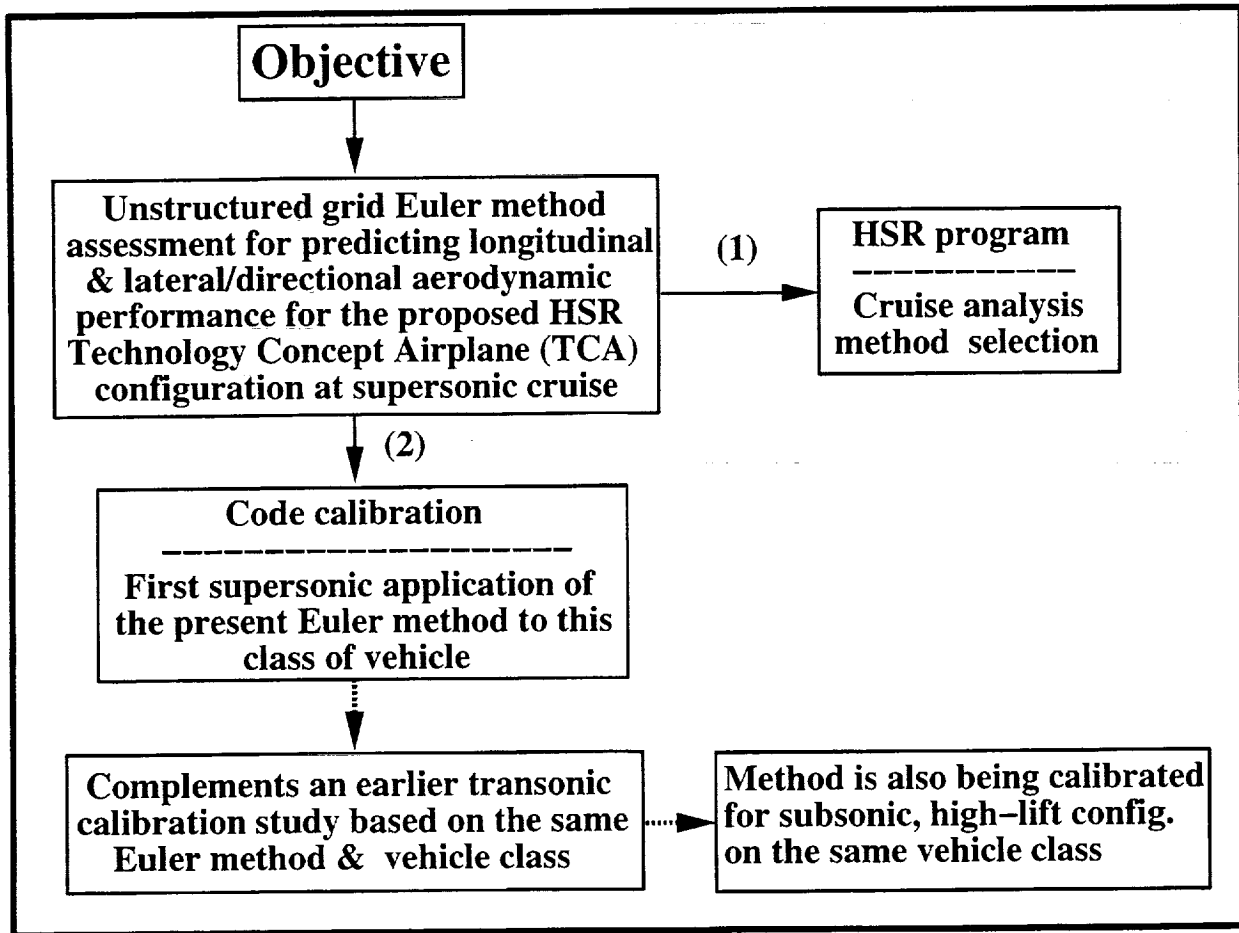 Objective
Unstructured grid Euler method
assessment for predicting longitudinal
& lateral/directional aerodynamic
performance for the proposed HSR
Technology Concept Airplane (TCA)
configuration at supersonic cruise
(1)
HSR program
Cruise analysis
method selection
(2)
Code calibration
First supersonic application of
the present Euler method to this
class of vehicle
Complements an earlier transonic
calibration study based on the same
Euler method & vehicle class
Method is also being calibrated
for subsonic, high-lift config.
on the same vehicle class